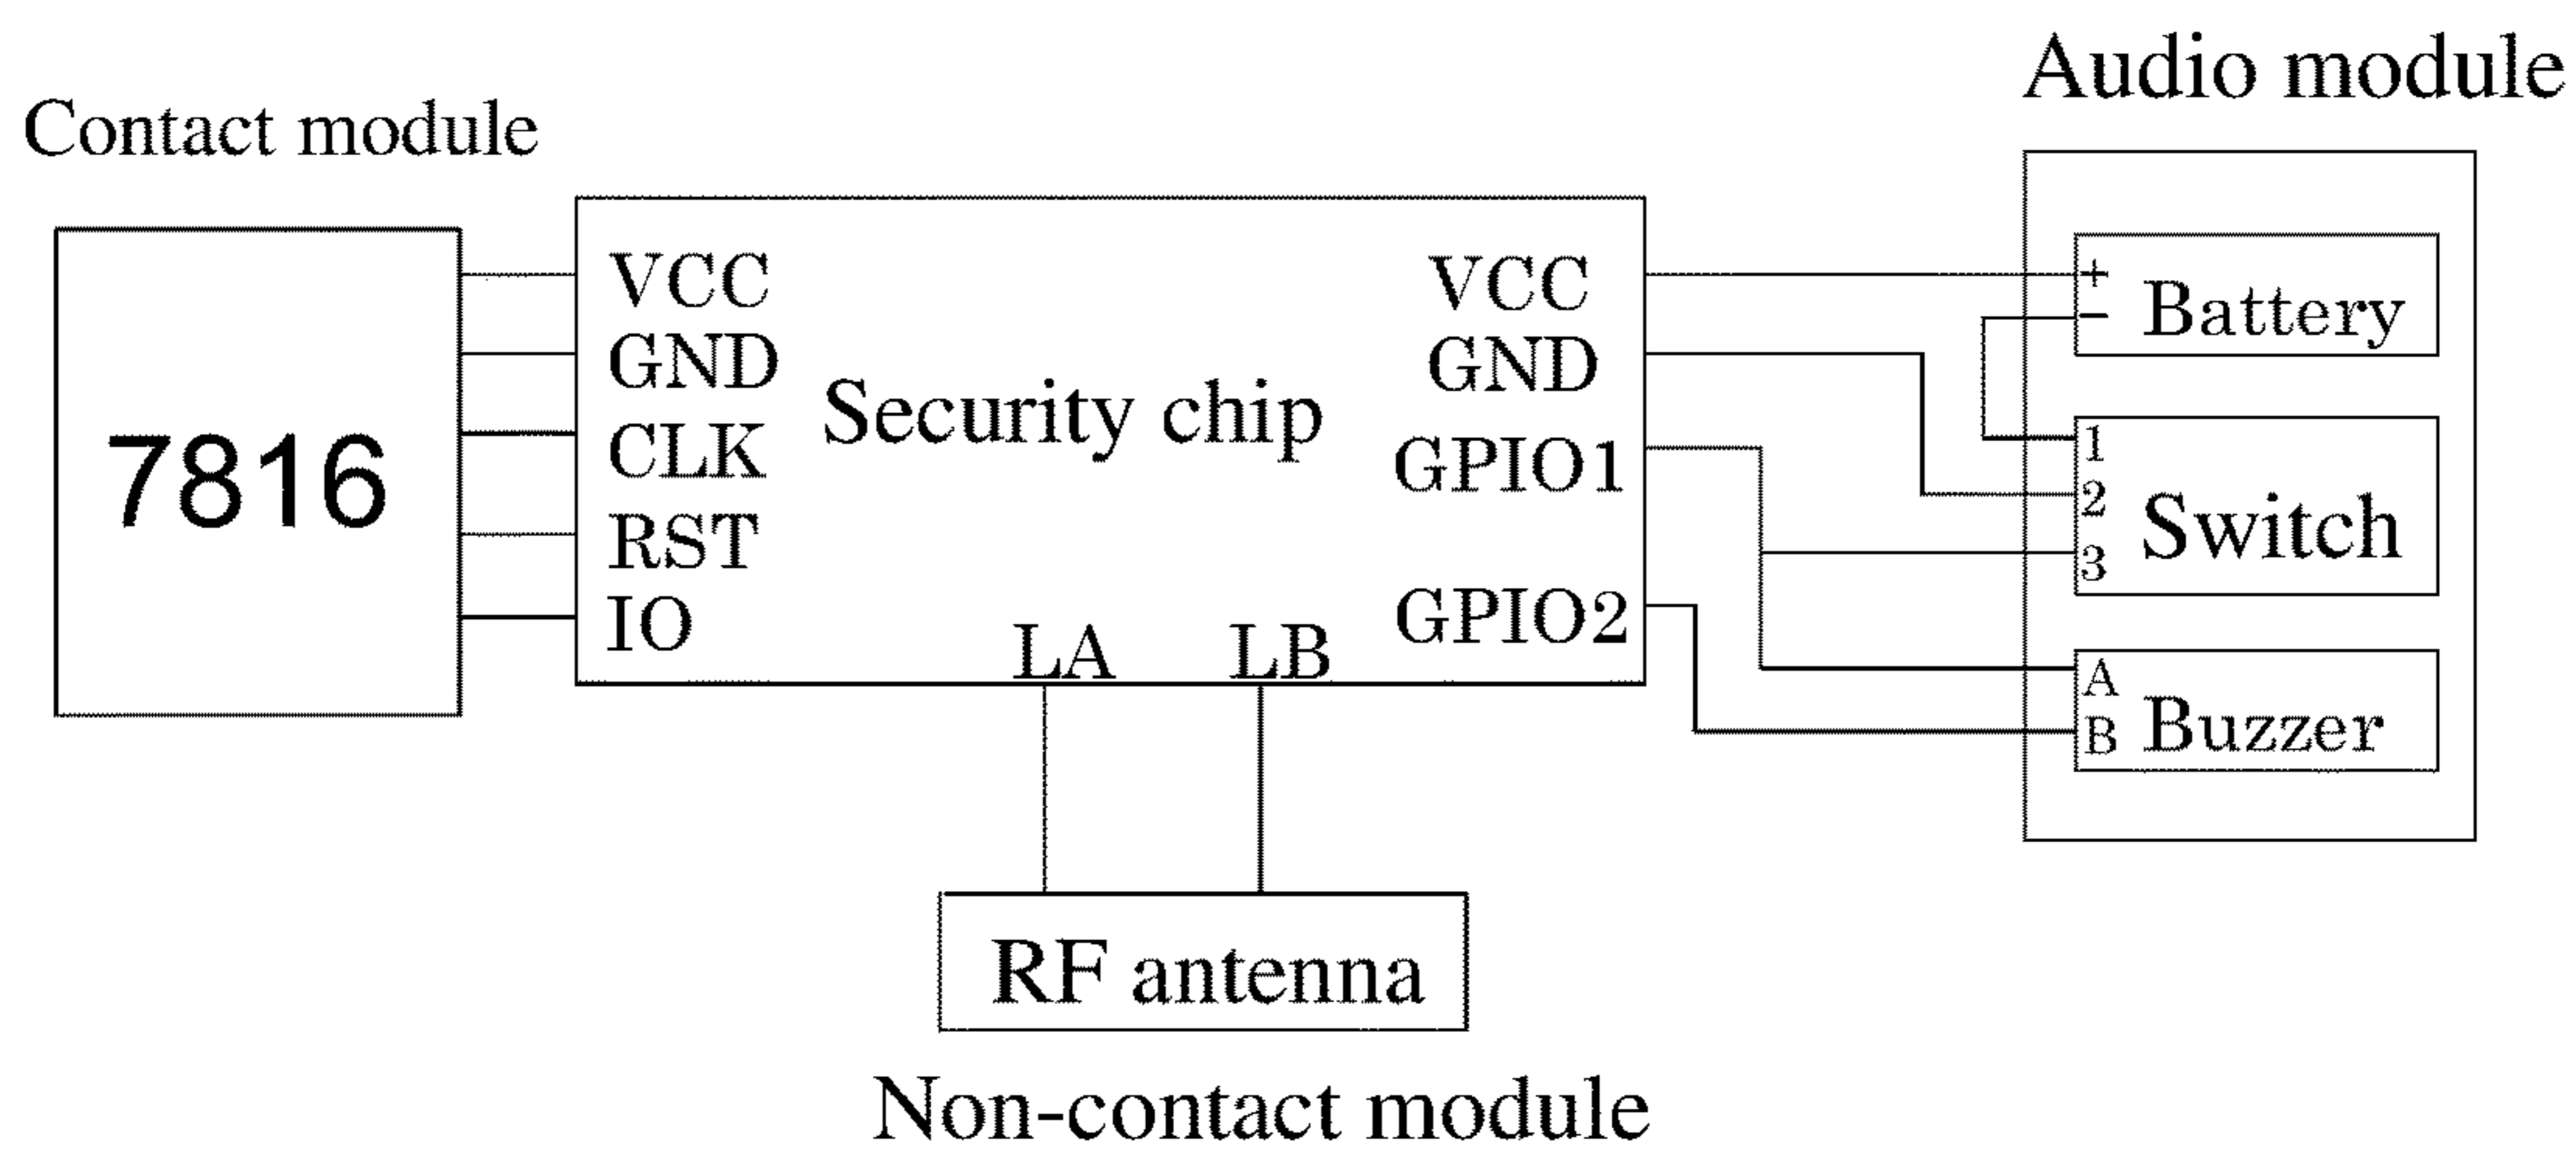 Audio module
Contact module
7816
VCC
GND
CLK
RST
IO
Security chip
LA
LB
VCC
GND
GPIO1
GPIO2
+
−
Battery
1
2
3
Switch
A
B
Buzzer
RF antenna
Non-contact module